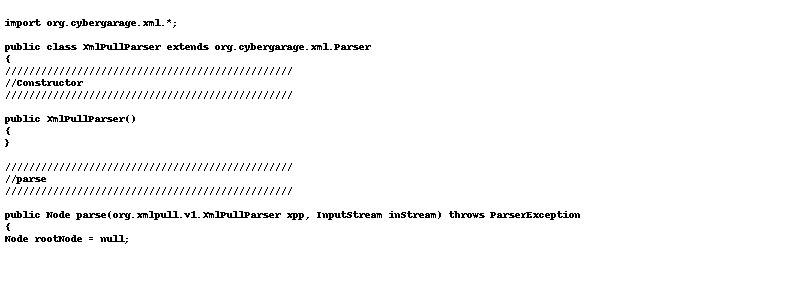 import org.cybergarage.xml.*;
public class XmlPullParser extends org.cybergarage.xml.Parser
{
////////////////////////////////////////////////
//Constructor
////////////////////////////////////////////////
public XmlPullParser()
{
}
////////////////////////////////////////////////
//parse
////////////////////////////////////////////////
public Node parse(org.xmlpull.v1.XmlPullParser xpp, InputStream inStream) throws ParserException
{
Node rootNode = null;